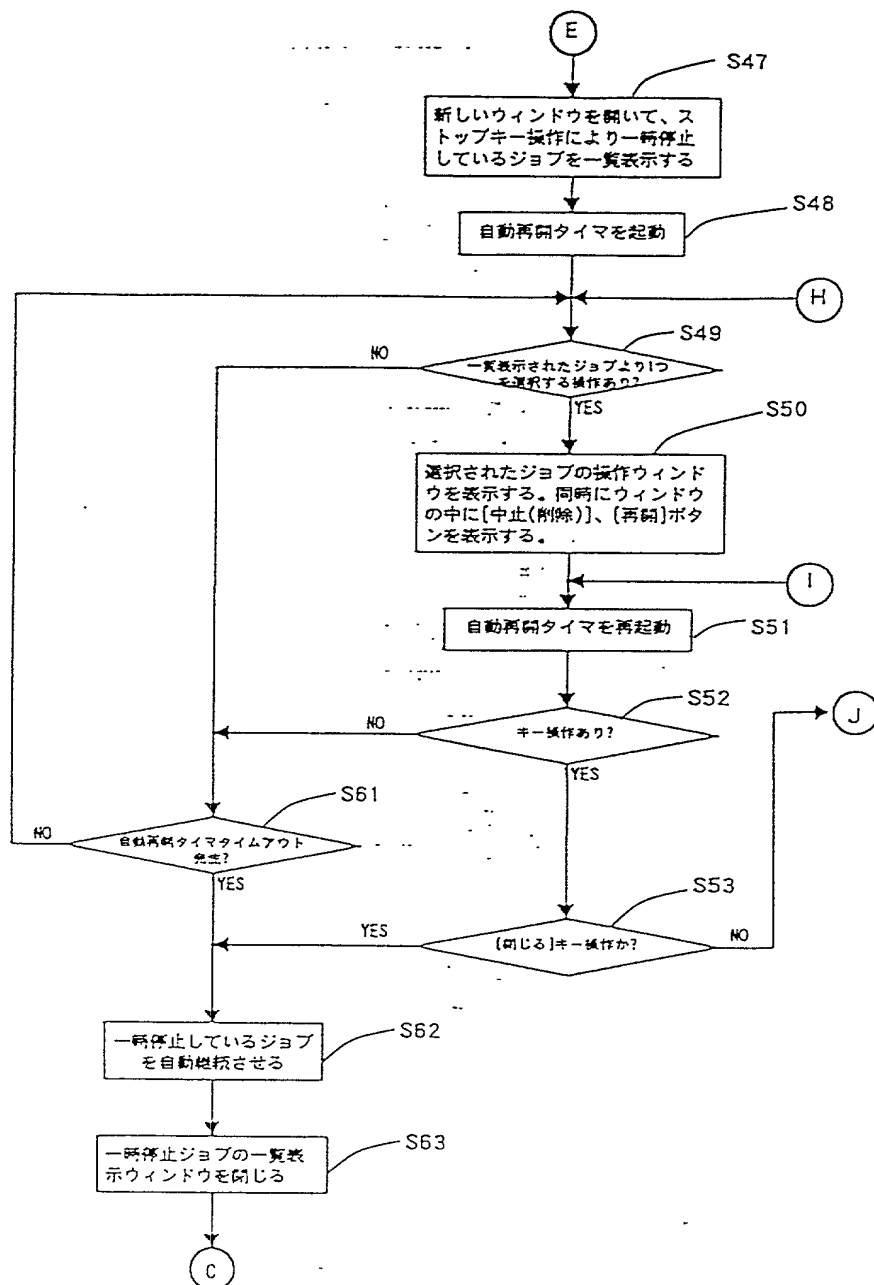 E
S47
新しいウィンドウを開いて、ス
トップキー操作により一時停止
しているジョブを一覧表示する
S48
自動再開タイマを起動
H
S49
NO
一覧表示されたジョブより1つ
を選択する操作あり?
YES
S50
選択されたジョブの操作ウィンド
ウを表示する。同時にウィンドウ
の中に[中止(削除)]、[再開]ボタ
ンを表示する。
I
自動再開タイマを再起動
S51
S52
J
NO
キー操作あり?
YES
S61
NO
自動再開タイマタイムアウト
発生?
YES
S53
YES
[閉じる]キー操作か?
NO
一時停止しているジョブ
を自動継続させる
S62
一時停止ジョブの一覧表
示ウィンドウを閉じる
S63
C